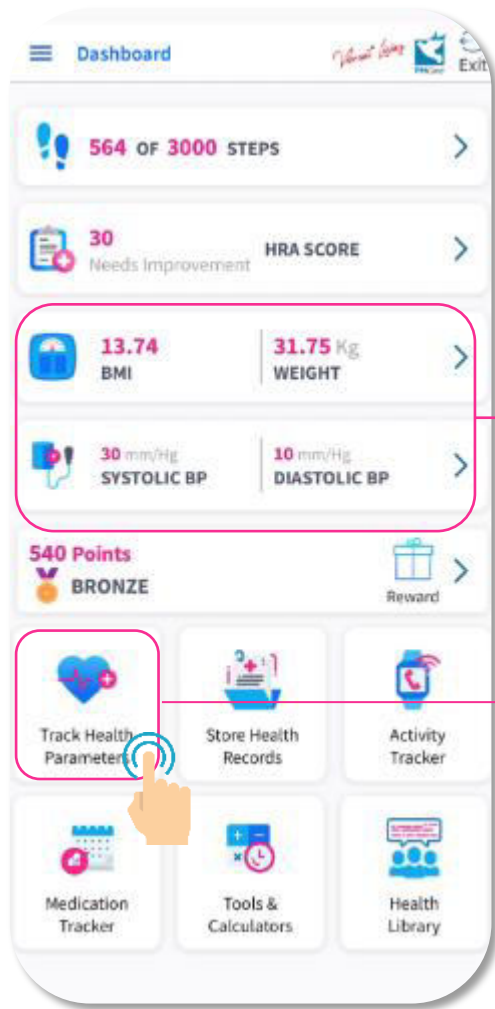 Dashboard
Vibrant living
Exit
564 OF 3000 STEPS
30
Needs Improvement
HRA SCORE
13.74
BMI
31.75 Kg
WEIGHT
30 mm/Hg
SYSTOLIC BP
10 mm/Hg
DIASTOLIC BP
540 Points
BRONZE
Reward
Track Health
Parameters
Store Health
Records
Activity
Tracker
Medication
Tracker
Tools &
Calculators
Health
Library